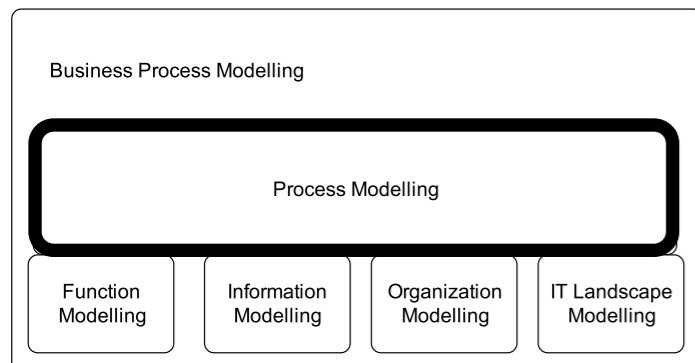 Business Process Modelling
Process Modelling
Function
Modelling
Information
Modelling
Organization
Modelling
IT Landscape
Modelling